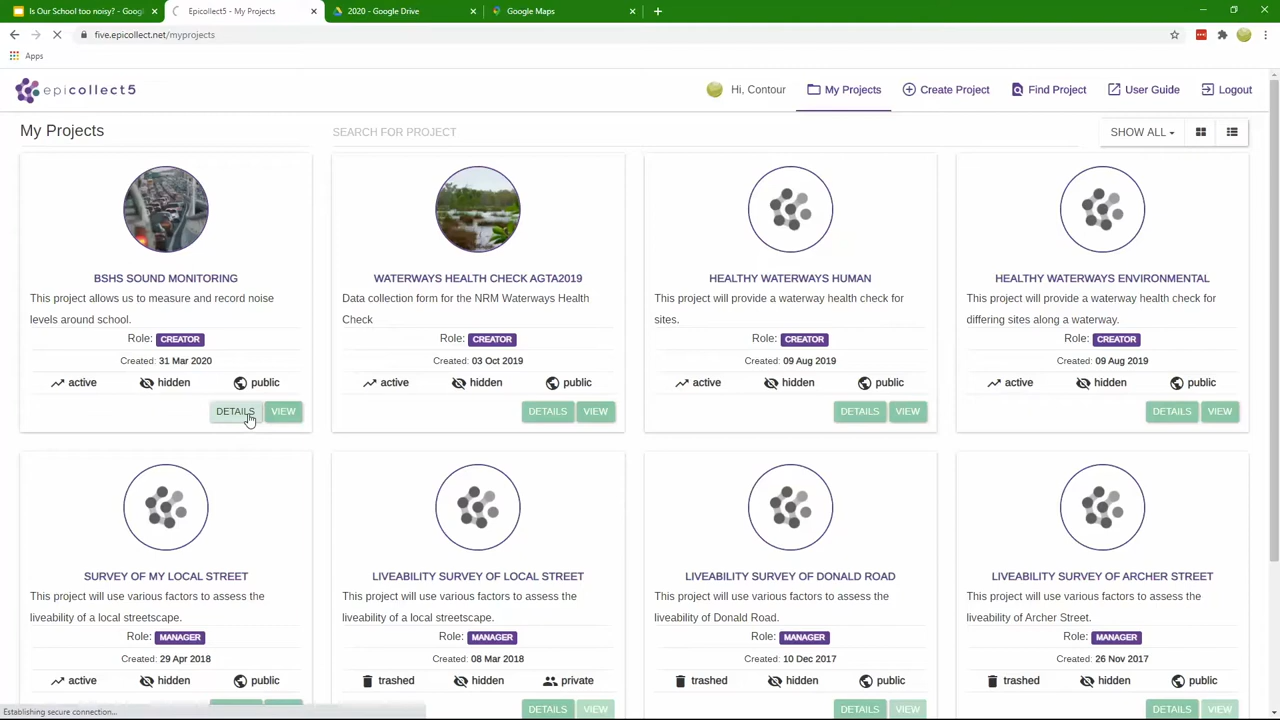 Is Our School too noisy? - Goog
Epicollect5 - My Projects
2020 - Google Drive
Google Maps
five.epicollect.net/myprojects
Apps
epicollect5
Hi, Contour
My Projects
Create Project
Find Project
User Guide
Logout
My Projects
SEARCH FOR PROJECT
SHOW ALL
BSHS SOUND MONITORING
This project allows us to measure and record noise
levels around school.
Role: CREATOR
Created: 31 Mar 2020
active hidden public
DETAILS VIEW
WATERWAYS HEALTH CHECK AGTA2019
Data collection form for the NRM Waterways Health
Check
Role: CREATOR
Created: 03 Oct 2019
active hidden public
DETAILS VIEW
HEALTHY WATERWAYS HUMAN
This project will provide a waterway health check for
sites.
Role: CREATOR
Created: 09 Aug 2019
active hidden public
DETAILS VIEW
HEALTHY WATERWAYS ENVIRONMENTAL
This project will provide a waterway health check for
differing sites along a waterway.
Role: CREATOR
Created: 09 Aug 2019
active hidden public
DETAILS VIEW
SURVEY OF MY LOCAL STREET
This project will use various factors to assess the
liveability of a local streetscape.
Role: MANAGER
Created: 29 Apr 2018
active hidden public
LIVEABILITY SURVEY OF LOCAL STREET
This project will use various factors to assess the
liveability of a local streetscape.
Role: MANAGER
Created: 08 Mar 2018
trashed hidden private
DETAILS VIEW
LIVEABILITY SURVEY OF DONALD ROAD
This project will use various factors to assess the
liveability of Donald Road.
Role: MANAGER
Created: 10 Dec 2017
trashed hidden public
DETAILS VIEW
LIVEABILITY SURVEY OF ARCHER STREET
This project will use various factors to assess the
liveability of Archer Street.
Role: MANAGER
Created: 26 Nov 2017
trashed hidden public
DETAILS VIEW
Establishing secure connection...